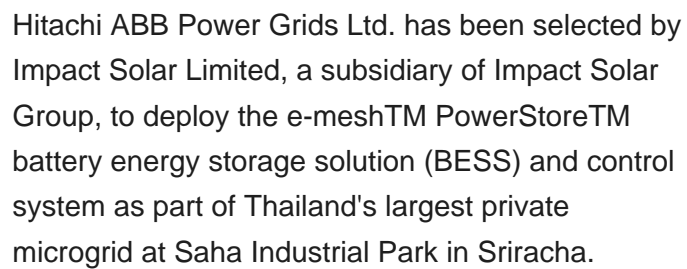 Hitachi ABB Power Grids Ltd. has been selected by
Impact Solar Limited, a subsidiary of Impact Solar
Group, to deploy the e-meshTM PowerStoreTM
battery energy storage solution (BESS) and control
system as part of Thailand's largest private
microgrid at Saha Industrial Park in Sriracha.